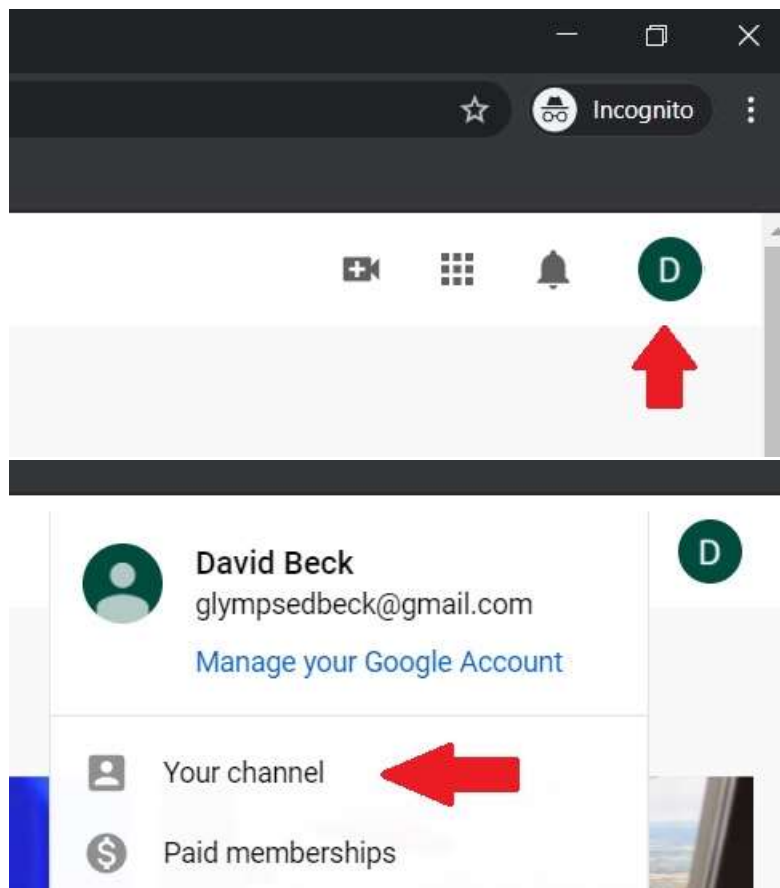 Incognito
D
David Beck
D
glympsedbeck@gmail.com
Manage your Google Account
Your channel
$
Paid memberships